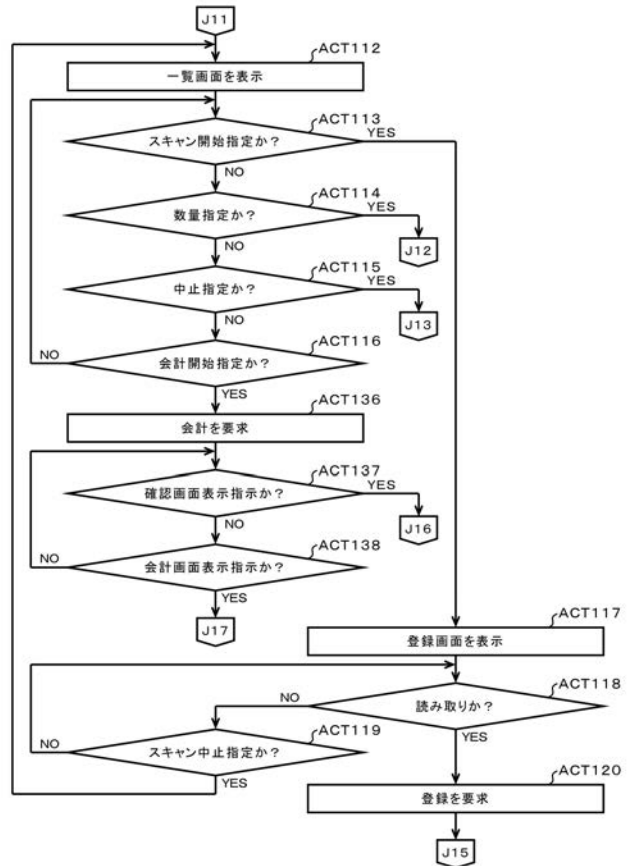 J11
ACT112
一覧画面を表示
ACT113
スキャン開始指定か？
YES
NO
ACT114
数量指定か？
YES
J12
NO
ACT115
中止指定か？
YES
J13
NO
ACT116
会計開始指定か？
NO
YES
ACT136
会計を要求
ACT137
確認画面表示指示か？
YES
J16
NO
ACT138
会計画面表示指示か？
NO
YES
J17
ACT117
登録画面を表示
ACT118
読み取りか？
NO
YES
ACT119
スキャン中止指定か？
NO
YES
ACT120
登録を要求
J15